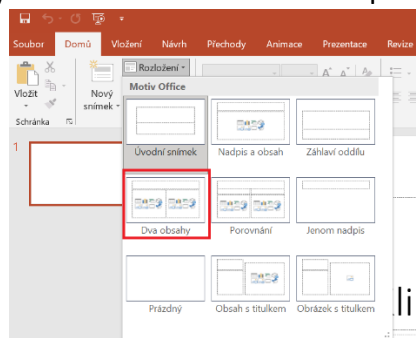 Soubor Domů Vložení Návrh Přechody Animace Prezentace Revize
Rozložení
Vložit
Nový
snímek
Schránka
Motiv Office
Úvodní snímek Nadpis a obsah Záhlaví oddílu
Dva obsahy Porovnání Jenom nadpis
Prázdný Obsah s titulkem Obrázek s titulkem
1
li